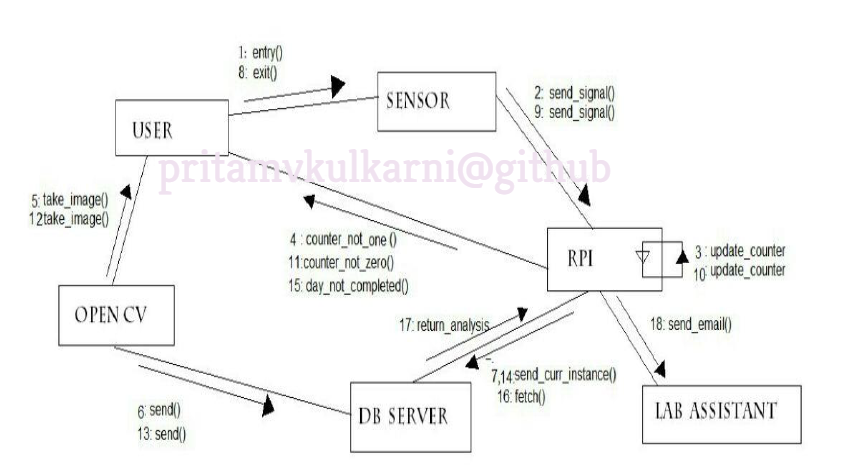 1: entry()
8: exit()
SENSOR
2: send_signal()
9: send_signal()
USER
pritamvkulkarni@github
5: take_image()
12take_image()
4 : counter_not_one ()
11:counter_not_zero()
15: day_not_completed()
RPI
3 : update_counter
10: update_counter
OPEN CV
17: return_analysis
18: send_email()
7,14:send_curr_instance()
16: fetch()
6: send()
13: send()
DB SERVER
LAB ASSISTANT